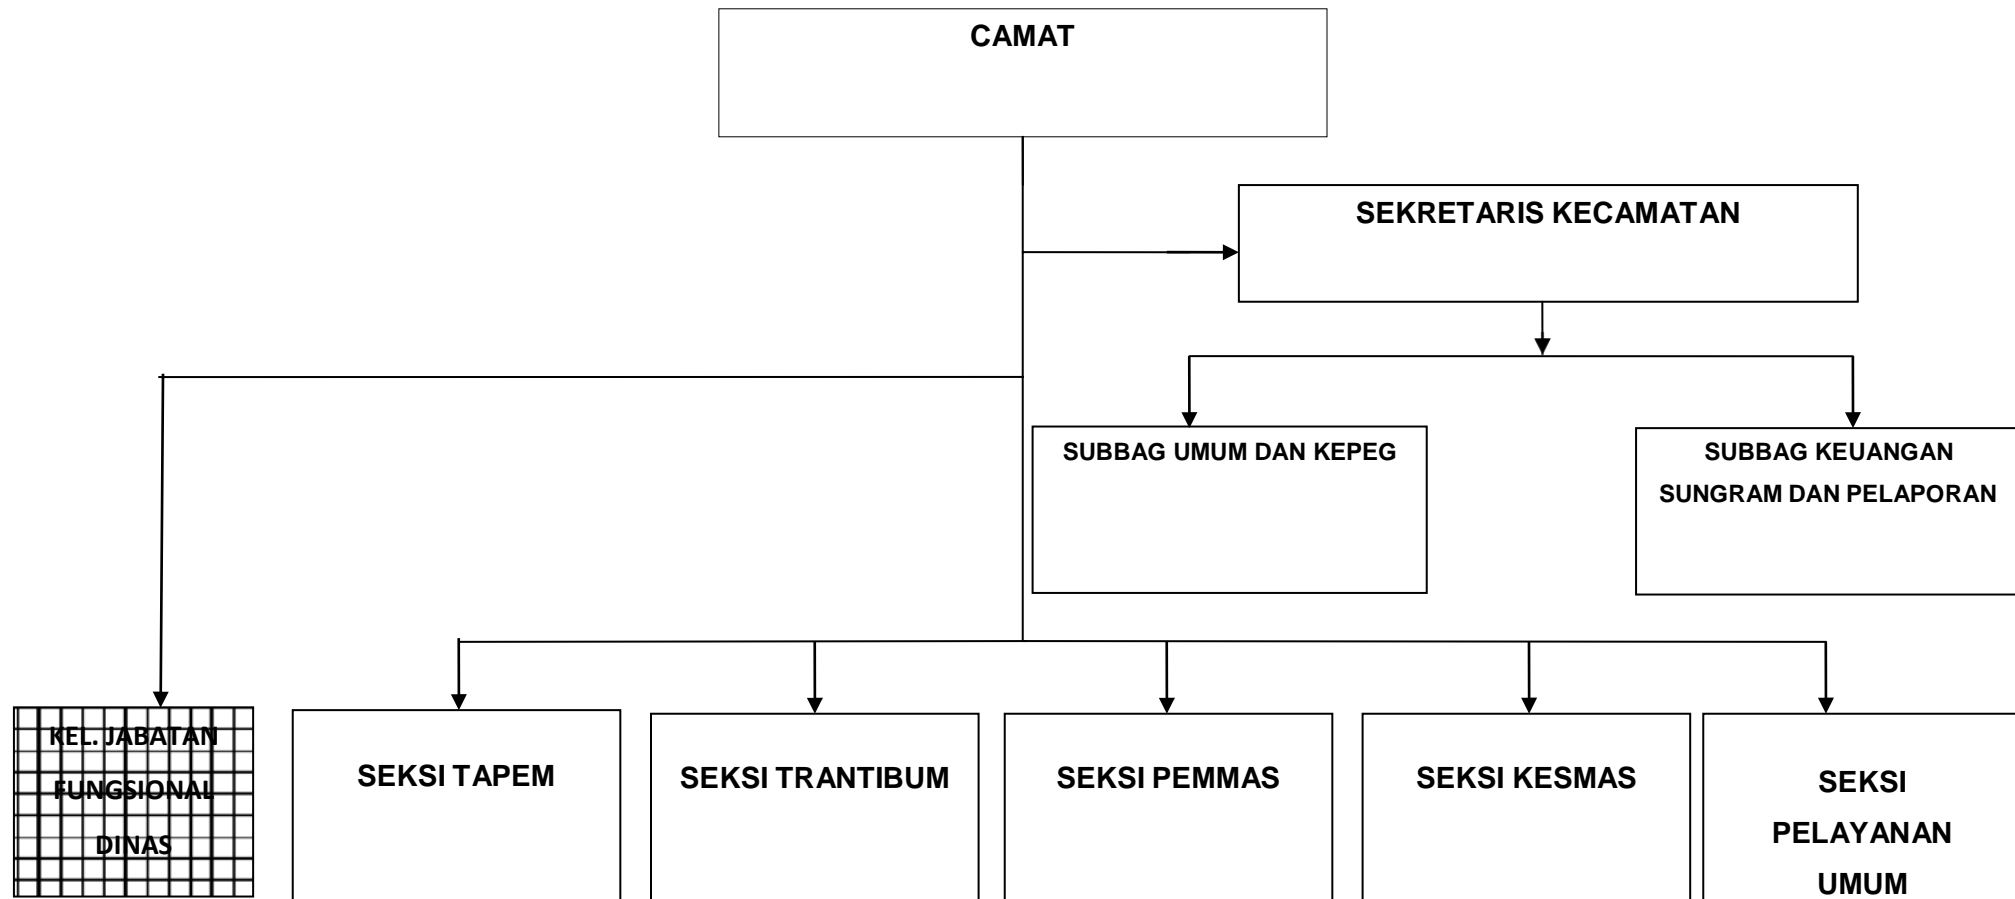 CAMAT
SEKRETARIS KECAMATAN
SUBBAG UMUM DAN KEPEG
SUBBAG KEUANGAN
SUNGRAM DAN PELAPORAN
KEL. JABATAN
FUNGSIONAL
DINAS
SEKSI TAPEM
SEKSI TRANTIBUM
SEKSI PEMMAS
SEKSI KESMAS
SEKSI
PELAYANAN
UMUM